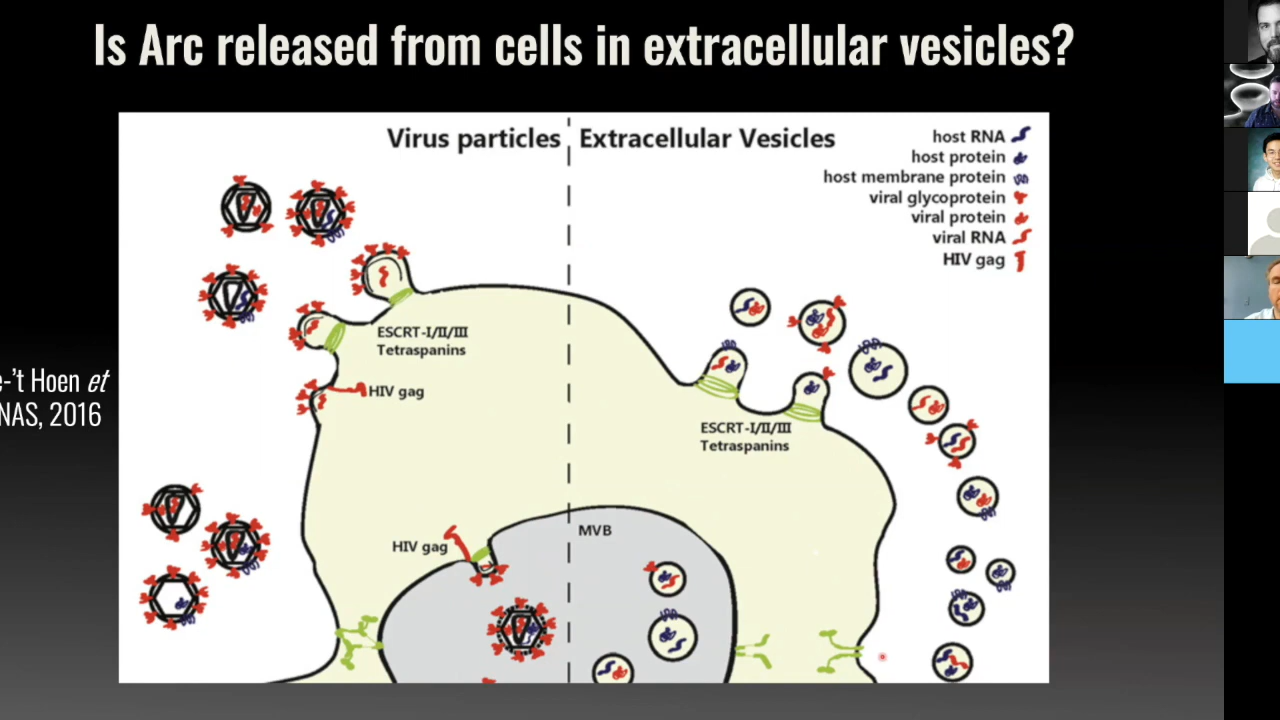 Is Arc released from cells in extracellular vesicles?
Virus particles
Extracellular Vesicles
host RNA
host protein
host membrane protein
viral glycoprotein
viral protein
viral RNA
HIV gag
ESCRT-I/II/III
Tetraspanins
HIV gag
e-'t Hoen et
NAS, 2016
ESCRT-I/II/III
Tetraspanins
HIV gag
MVB